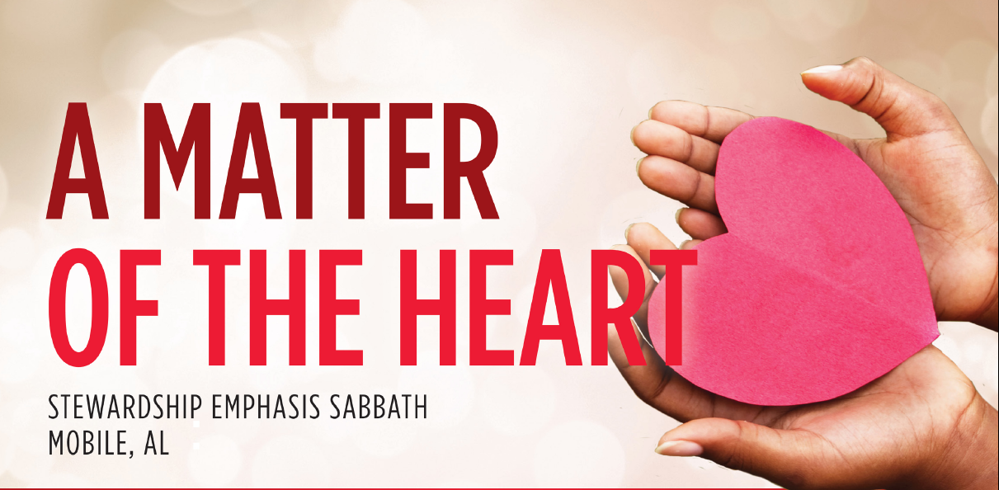 A MATTER
OF THE HEART
STEWARDSHIP EMPHASIS SABBATH
MOBILE, AL